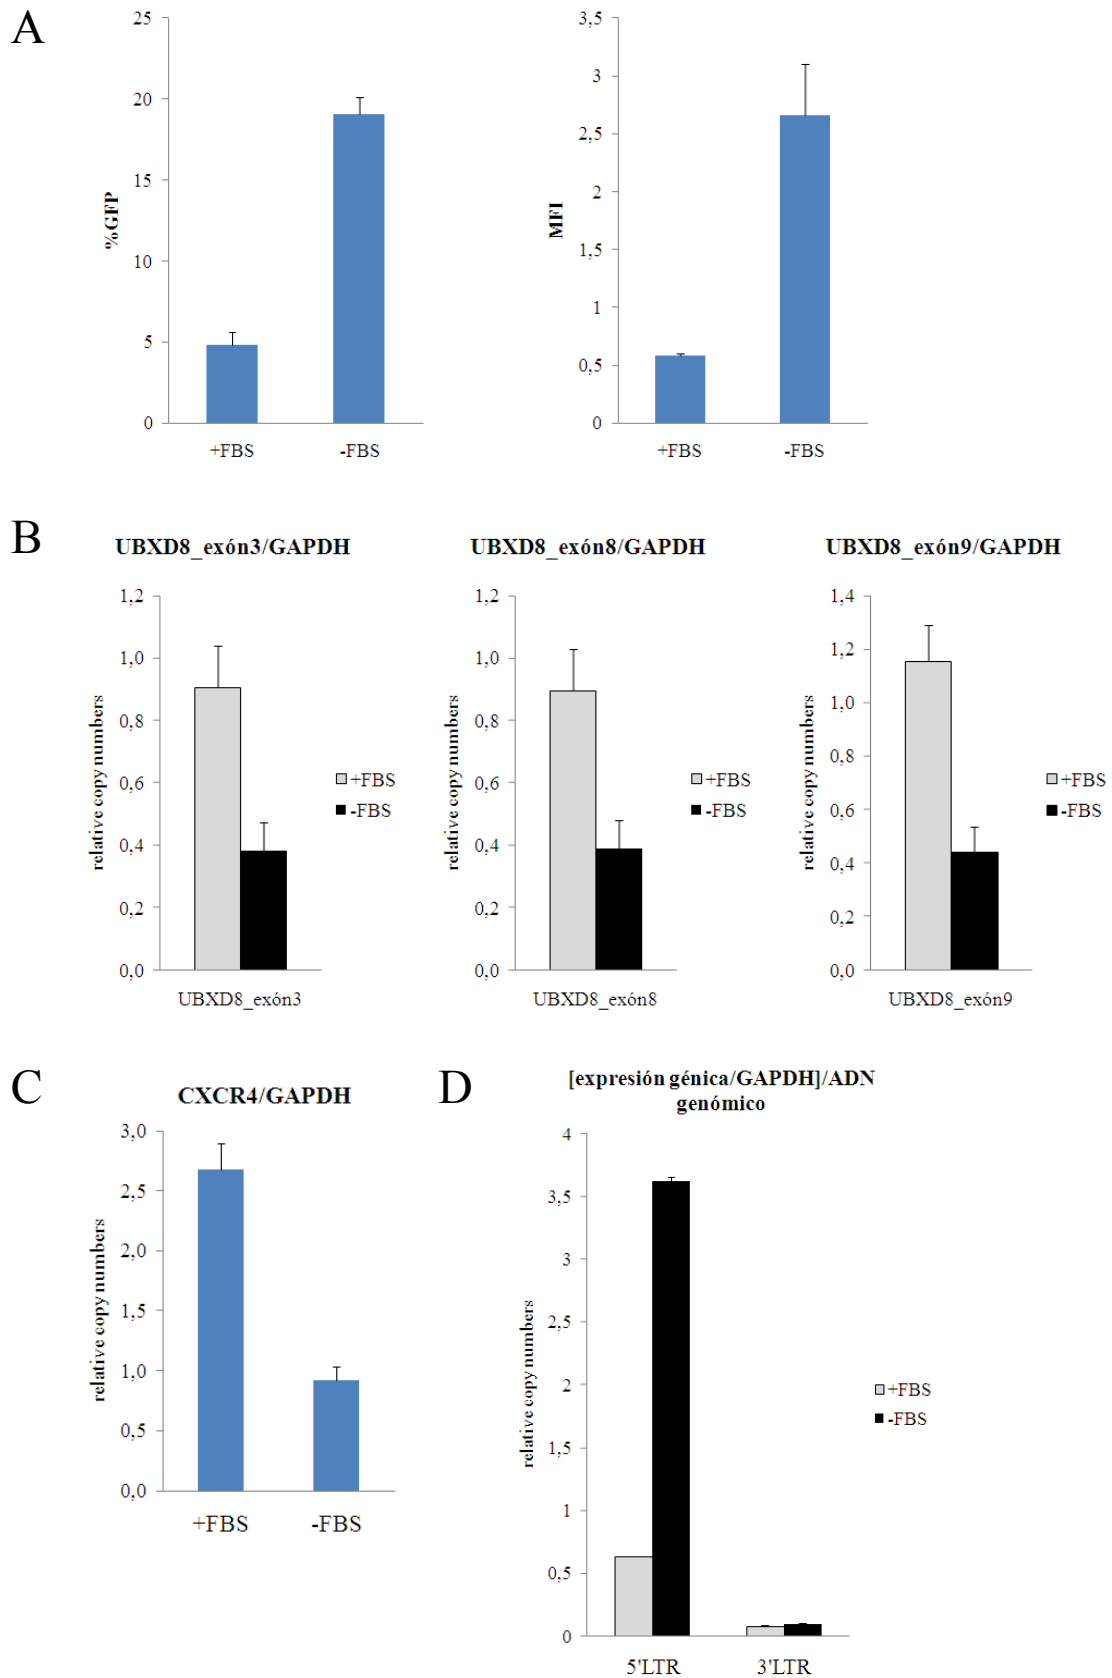 A
25
20
15
10
5
0
%GFP
+FBS
-FBS
3,5
3
2,5
2
1,5
1
0,5
0
MFI
+FBS
-FBS
B
UBXD8_exón3/GAPDH
1,2
1,0
0,8
0,6
0,4
0,2
0,0
relative copy numbers
+FBS
-FBS
UBXD8_exón3
UBXD8_exón8/GAPDH
1,2
1,0
0,8
0,6
0,4
0,2
0,0
relative copy numbers
+FBS
-FBS
UBXD8_exón8
UBXD8_exón9/GAPDH
1,4
1,2
1,0
0,8
0,6
0,4
0,2
0,0
relative copy numbers
+FBS
-FBS
UBXD8_exón9
C
CXCR4/GAPDH
3,0
2,5
2,0
1,5
1,0
0,5
0,0
relative copy numbers
+FBS
-FBS
D
[expresión génica/GAPDH]/ADN
genómico
4
3,5
3
2,5
2
1,5
1
0,5
0
relative copy numbers
+FBS
-FBS
5'LTR
3'LTR